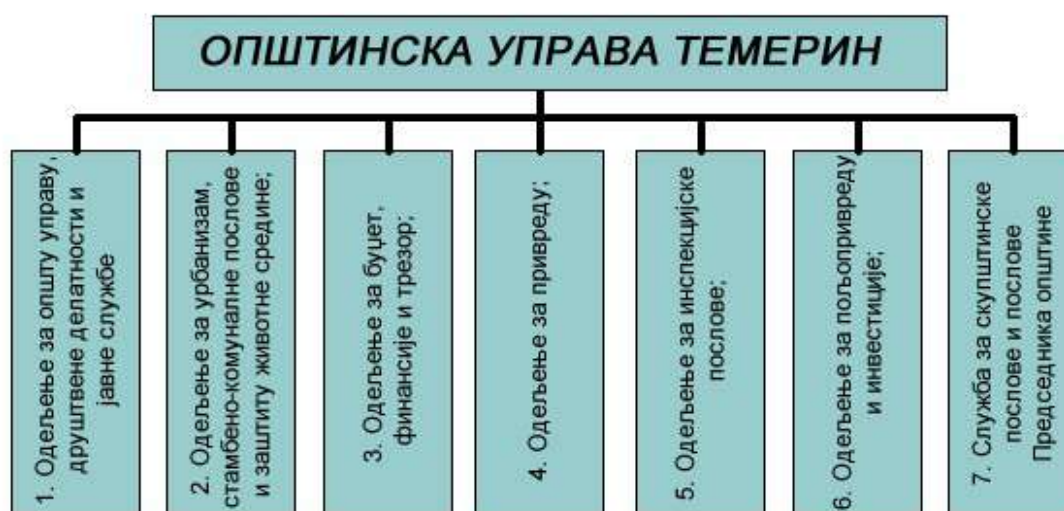 ОПШТИНСКА УПРАВА ТЕМЕРИН
1. Одељење за општу управу,
друштвене делатности и
јавне службе
2. Одељење за урбанизам,
стамбено-комуналне послове
и заштиту животне средине;
3. Одељење за буџет,
финансије и трезор;
4. Одељење за привреду;
5. Одељење за инспекцијске
послове;
6. Одељење за пољопривреду
и инвестиције;
7. Служба за скупштинске
послове и послове
Председника општине